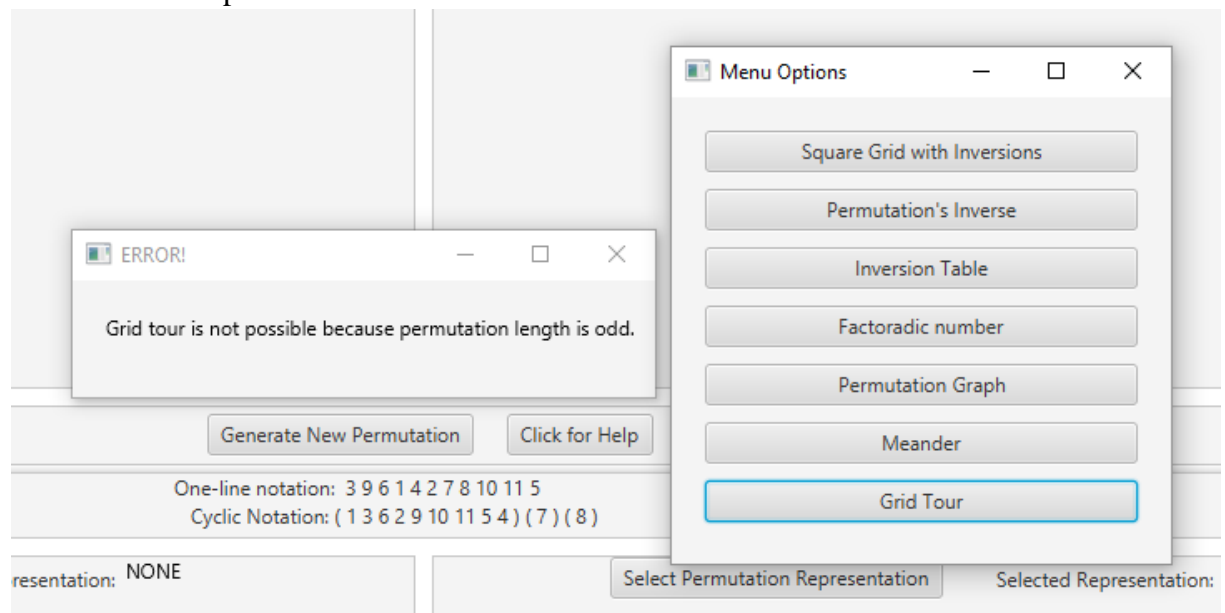 Menu Options
Square Grid with Inversions
Permutation's Inverse
Inversion Table
Factoradic number
Permutation Graph
Meander
Grid Tour
ERROR!
Grid tour is not possible because permutation length is odd.
Generate New Permutation
Click for Help
One-line notation: 3 9 6 1 4 2 7 8 10 11 5
Cyclic Notation: ( 1 3 6 2 9 10 11 5 4 ) ( 7 ) ( 8 )
resentation: NONE
Select Permutation Representation
Selected Representation: